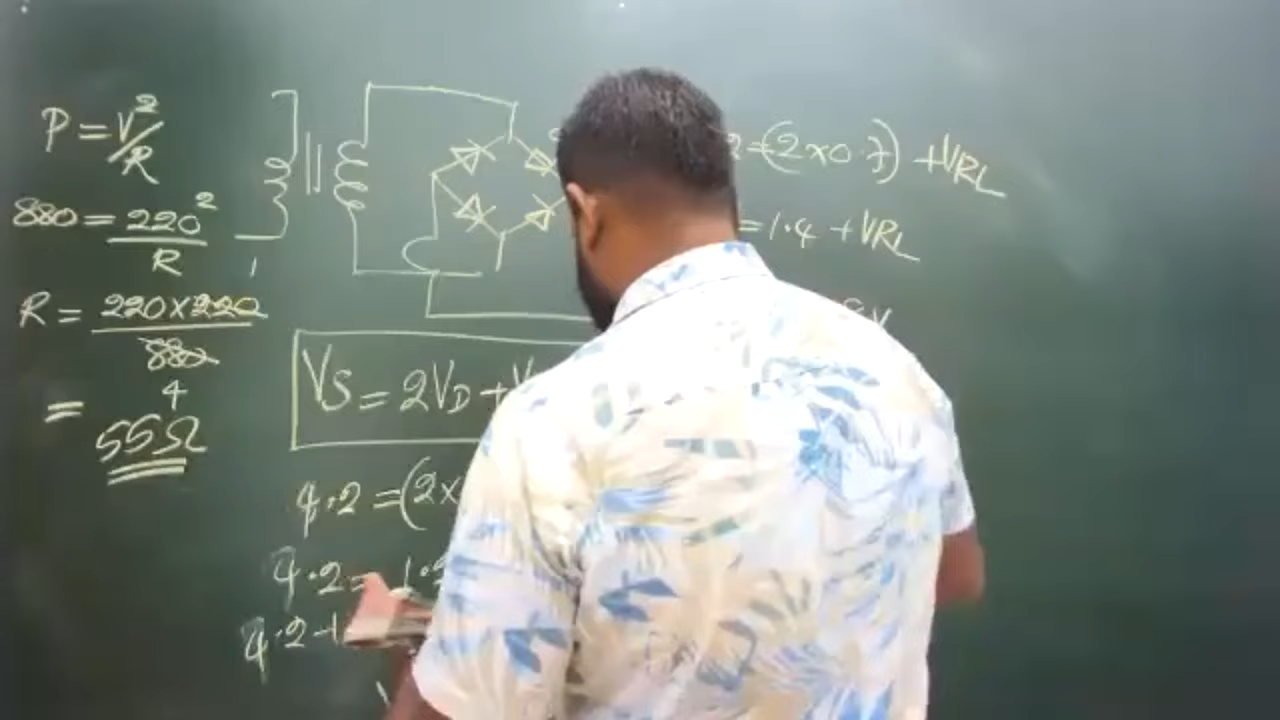 P = V²/R
880 = 220²
R
R = 220×220
880
4
= 55Ω
VS = 2VD +
4.2 = (2×
4.2 =
4.2 -
2 = (2×0.7) + VRL
= 1.4 + VRL